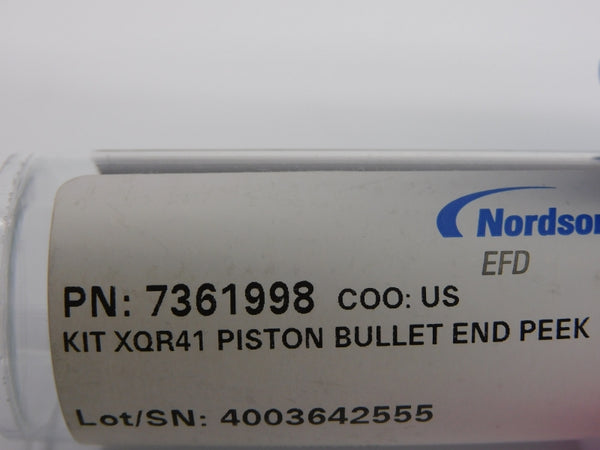 Nordson
EFD
PN: 7361998 COO: US
KIT XQR41 PISTON BULLET END PEEK
Lot/SN: 4003642555